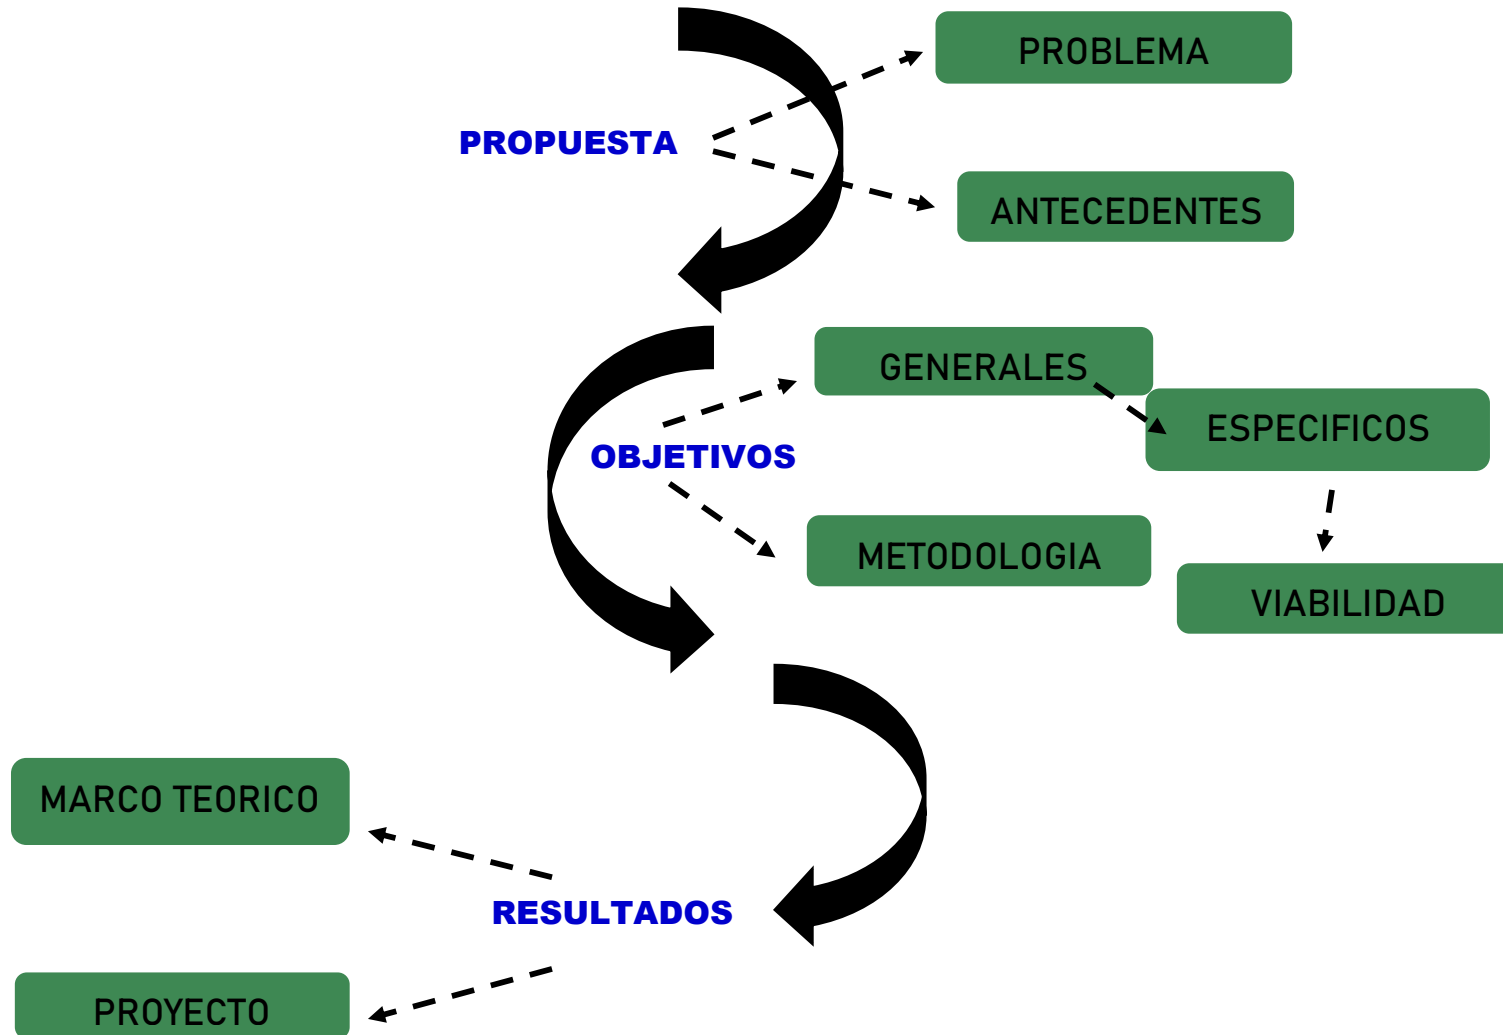 PROBLEMA
PROPUESTA
ANTECEDENTES
GENERALES
ESPECIFICOS
OBJETIVOS
METODOLOGIA
VIABILIDAD
MARCO TEORICO
RESULTADOS
PROYECTO